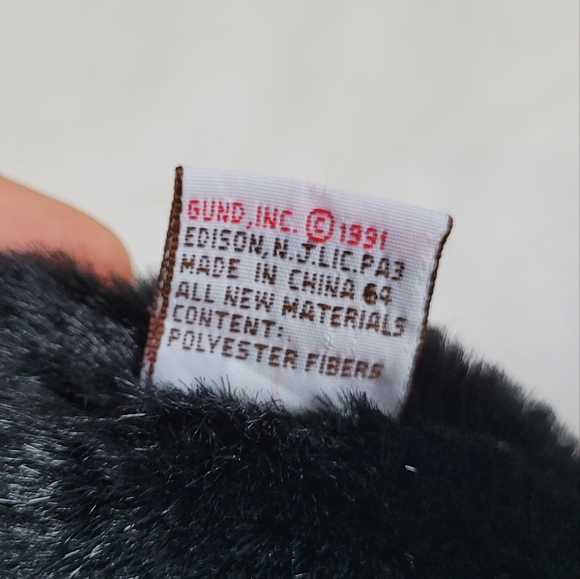 GUND, INC. © 1991
EDISON, N.J. LIC. PA3
MADE IN CHINA 64
ALL NEW MATERIALS
CONTENT:
POLYESTER FIBERS